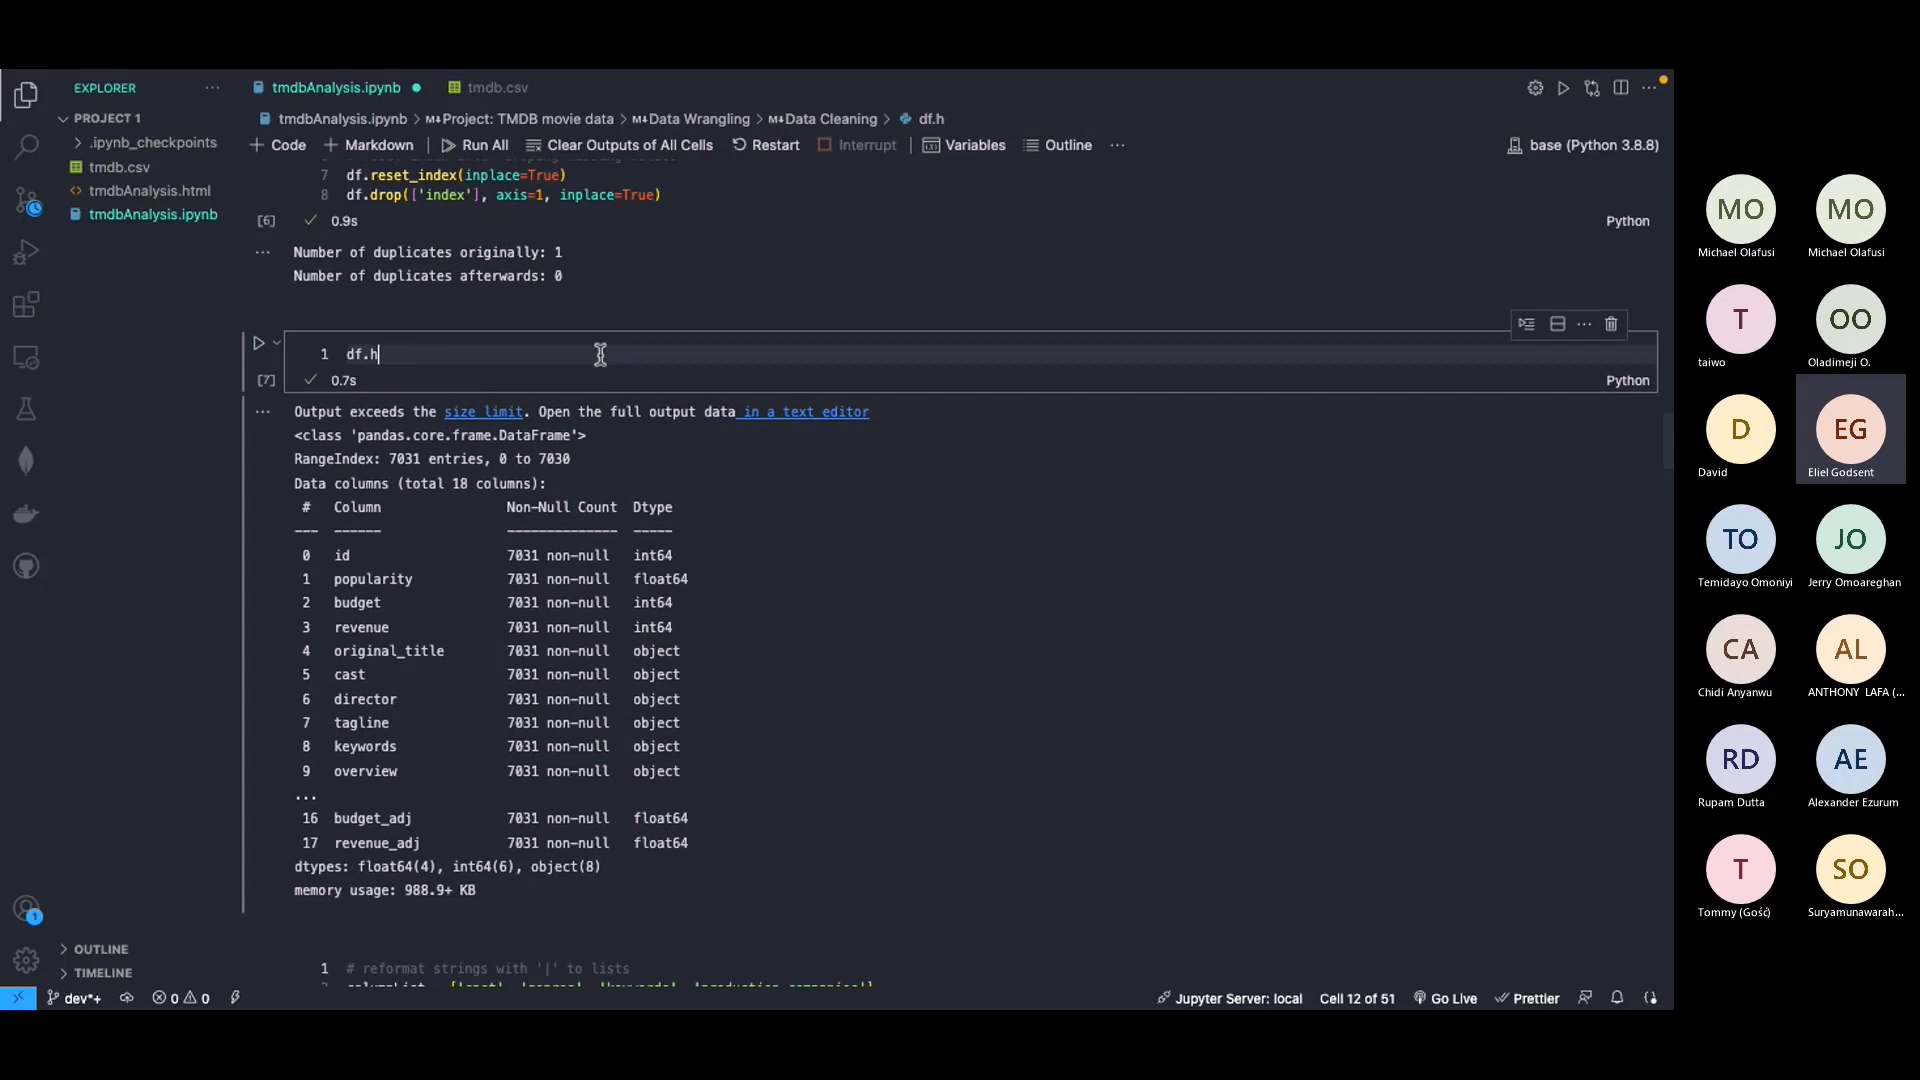 EXPLORER
PROJECT 1
.ipynb_checkpoints
tmdb.csv
tmdbAnalysis.html
tmdbAnalysis.ipynb
OUTLINE
TIMELINE
tmdbAnalysis.ipynb
tmdb.csv
tmdbAnalysis.ipynb > M↓Project: TMDB movie data > M↓Data Wrangling > M↓Data Cleaning > df.h
+ Code + Markdown | Run All Clear Outputs of All Cells Restart Interrupt | Variables Outline ···
base (Python 3.8.8)
7 df.reset_index(inplace=True)
8 df.drop(['index'], axis=1, inplace=True)
[6] ✓ 0.9s
Python
Number of duplicates originally: 1
Number of duplicates afterwards: 0
1 df.h
[7] ✓ 0.7s
Python
Output exceeds the size limit. Open the full output data in a text editor
<class 'pandas.core.frame.DataFrame'>
RangeIndex: 7031 entries, 0 to 7030
Data columns (total 18 columns):
# Column Non-Null Count Dtype
--- ------ -------------- -----
0 id 7031 non-null int64
1 popularity 7031 non-null float64
2 budget 7031 non-null int64
3 revenue 7031 non-null int64
4 original_title 7031 non-null object
5 cast 7031 non-null object
6 director 7031 non-null object
7 tagline 7031 non-null object
8 keywords 7031 non-null object
9 overview 7031 non-null object
...
16 budget_adj 7031 non-null float64
17 revenue_adj 7031 non-null float64
dtypes: float64(4), int64(6), object(8)
memory usage: 988.9+ KB
1 # reformat strings with '|' to lists
dev*+ 0 0
Jupyter Server: local Cell 12 of 51 Go Live Prettier
1
MO
Michael Olafusi
MO
Michael Olafusi
T
taiwo
OO
Oladimeji O.
D
David
EG
Eliel Godsent
TO
Temidayo Omoniyi
JO
Jerry Omoareghan
CA
Chidi Anyanwu
AL
ANTHONY LAFA (...
RD
Rupam Dutta
AE
Alexander Ezurum
T
Tommy (Gość)
SO
Suryamunawarah...